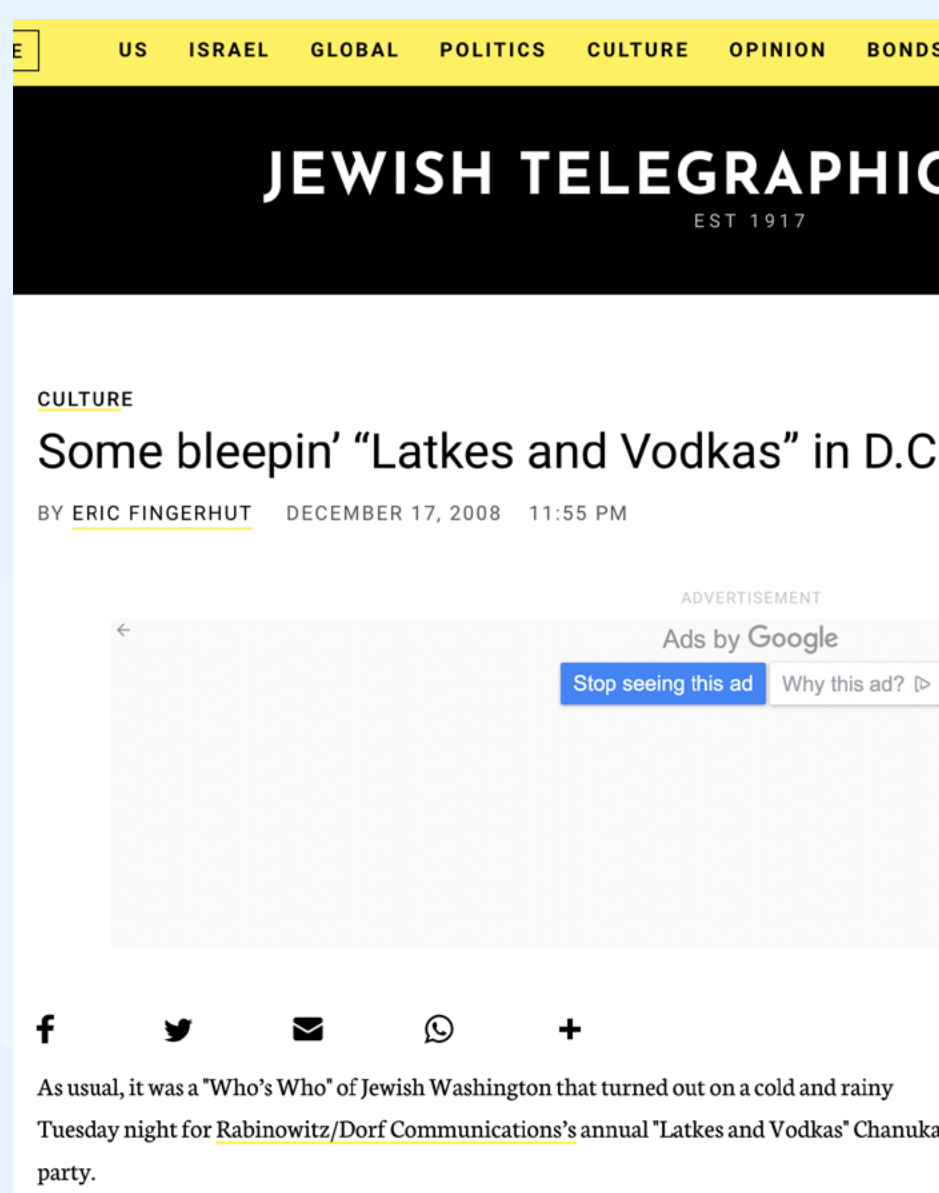 E US ISRAEL GLOBAL POLITICS CULTURE OPINION BONDS
JEWISH TELEGRAPHIC
EST 1917
CULTURE
Some bleepin’ “Latkes and Vodkas” in D.C
BY ERIC FINGERHUT DECEMBER 17, 2008 11:55 PM
ADVERTISEMENT
Ads by Google
Stop seeing this ad Why this ad?
As usual, it was a "Who’s Who" of Jewish Washington that turned out on a cold and rainy
Tuesday night for Rabinowitz/Dorf Communications’s annual "Latkes and Vodkas" Chanuka
party.